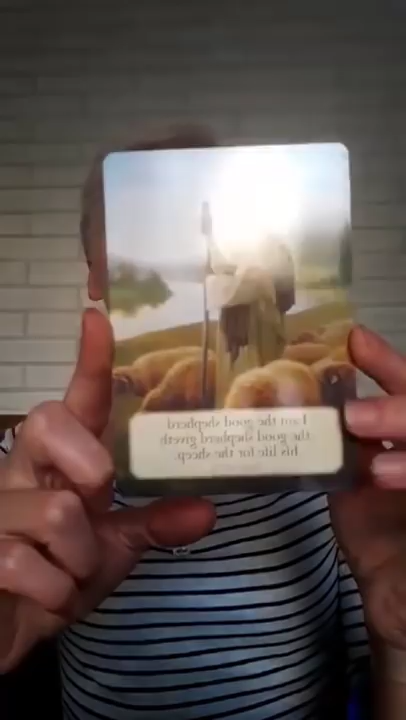 I am the good shepherd
the good shepherd giveth
his life for the sheep.